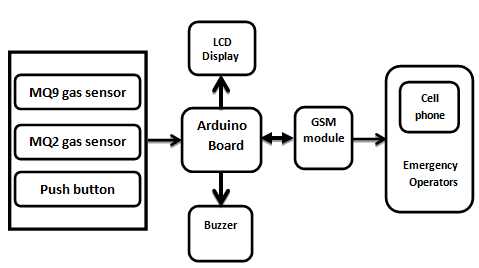 MQ9 gas sensor
MQ2 gas sensor
Push button
LCD
Display
Arduino
Board
Buzzer
GSM
module
Cell
phone
Emergency
Operators